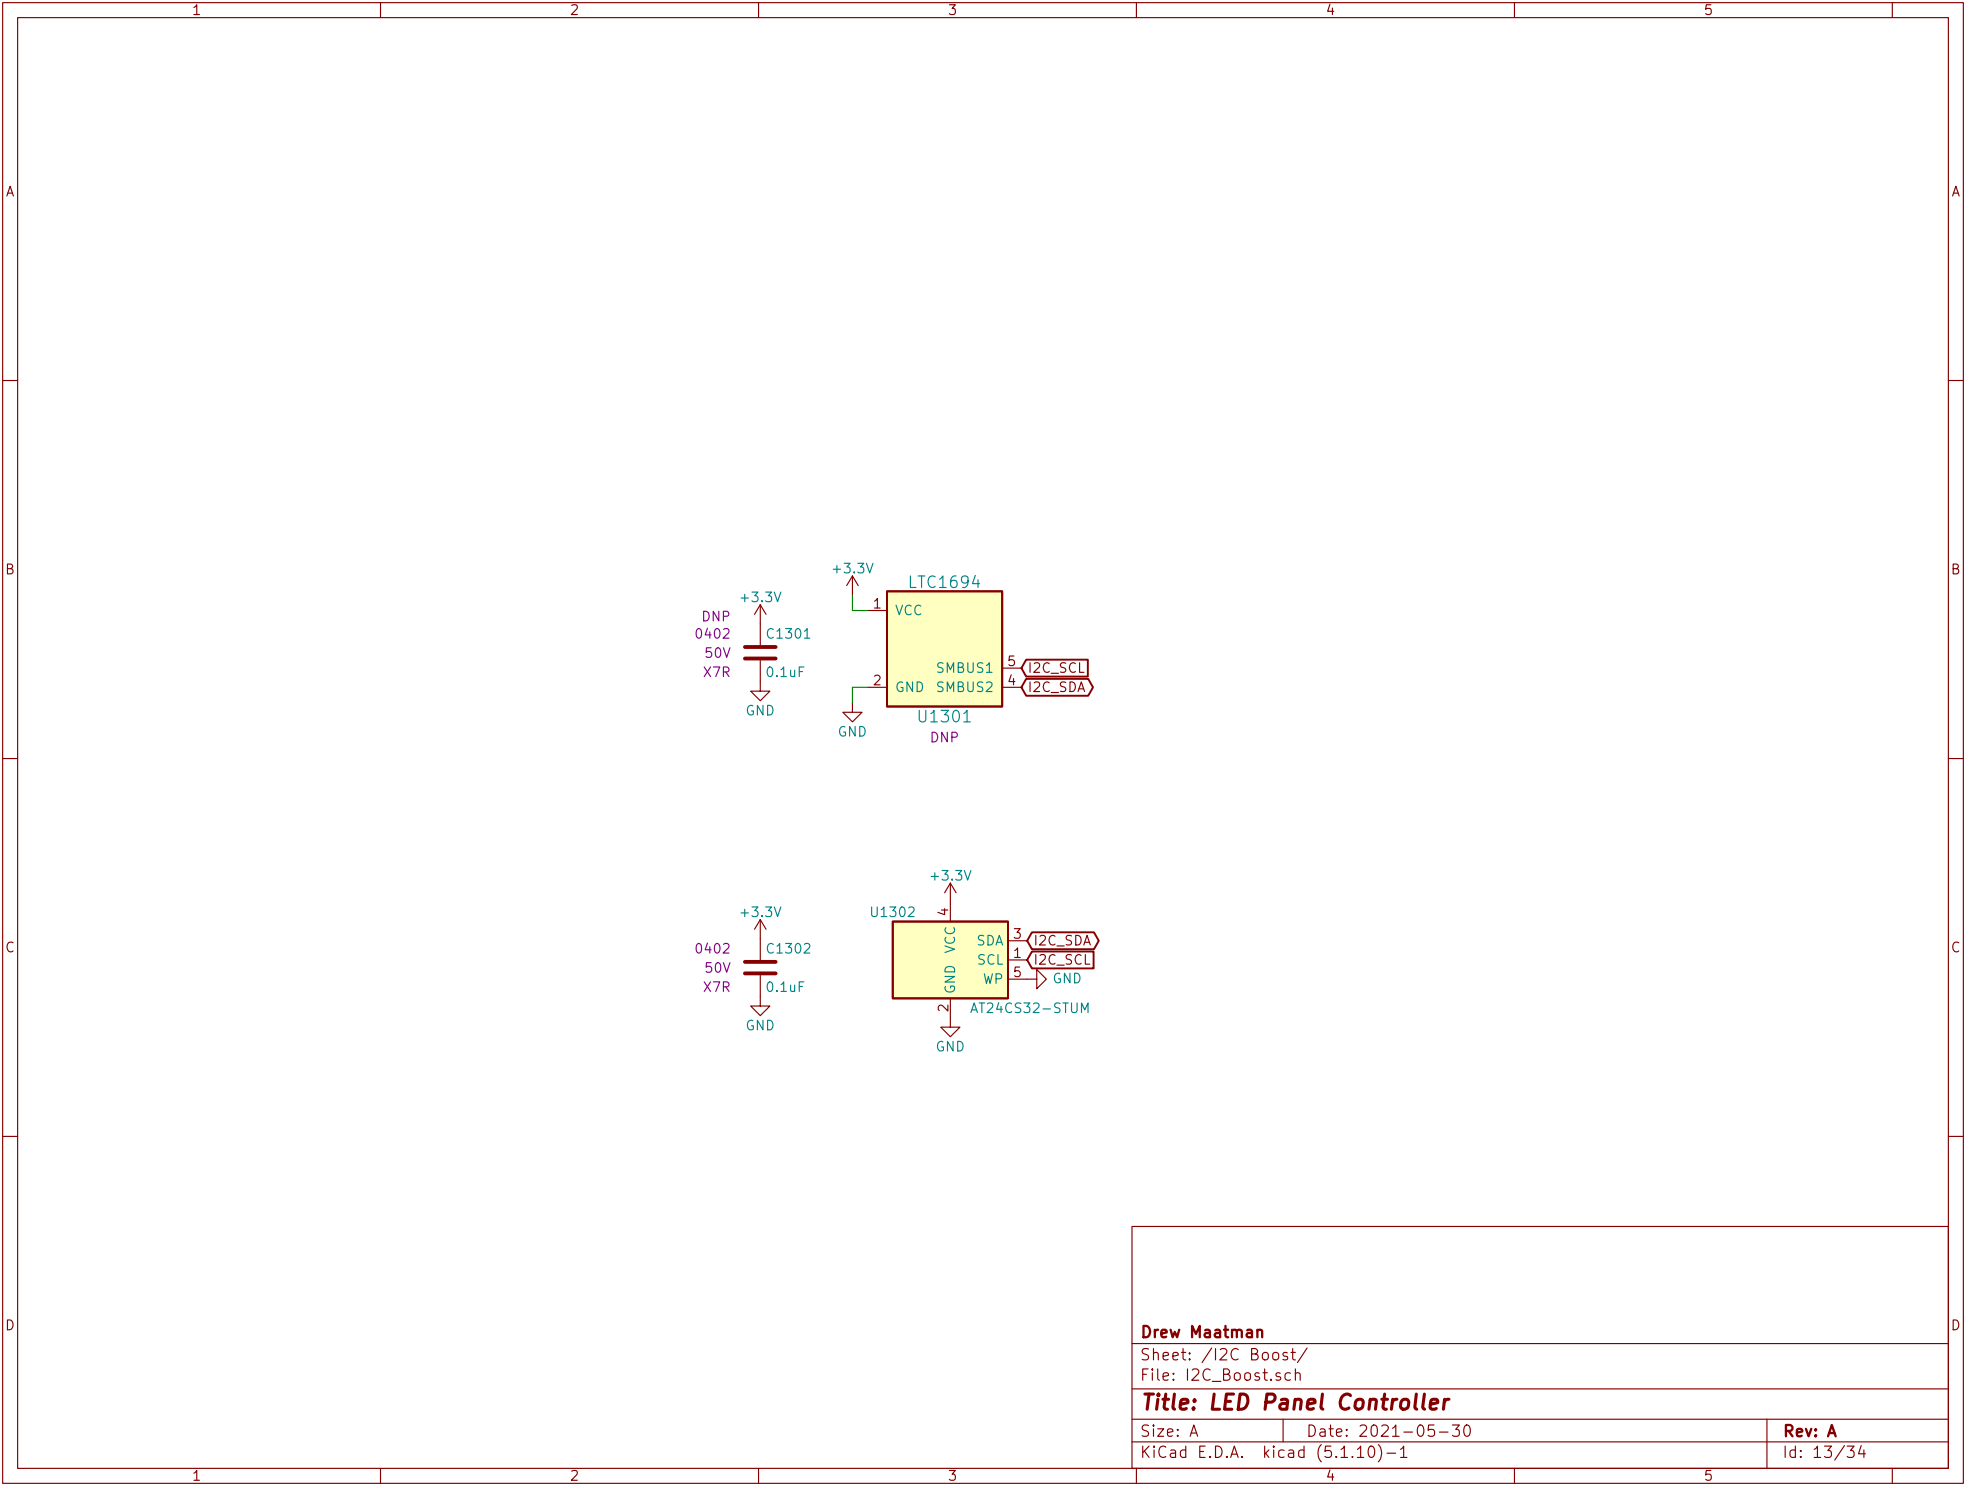 1 2 3 4 5
A A
B B
C C
D D
+3.3V
DNP
0402 C1301
50V
X7R 0.1uF
GND
+3.3V
LTC1694
1 VCC
SMBUS1 5 I2C_SCL
2 GND SMBUS2 4 I2C_SDA
U1301
GND
DNP
+3.3V
0402 C1302
50V
X7R 0.1uF
GND
+3.3V
U1302 4
VCC SDA 3 I2C_SDA
SCL 1 I2C_SCL
GND WP 5 GND
2 AT24CS32-STUM
GND
Drew Maatman
Sheet: /I2C Boost/
File: I2C_Boost.sch
Title: LED Panel Controller
Size: A Date: 2021-05-30 Rev: A
KiCad E.D.A. kicad (5.1.10)-1 Id: 13/34
1 2 3 4 5